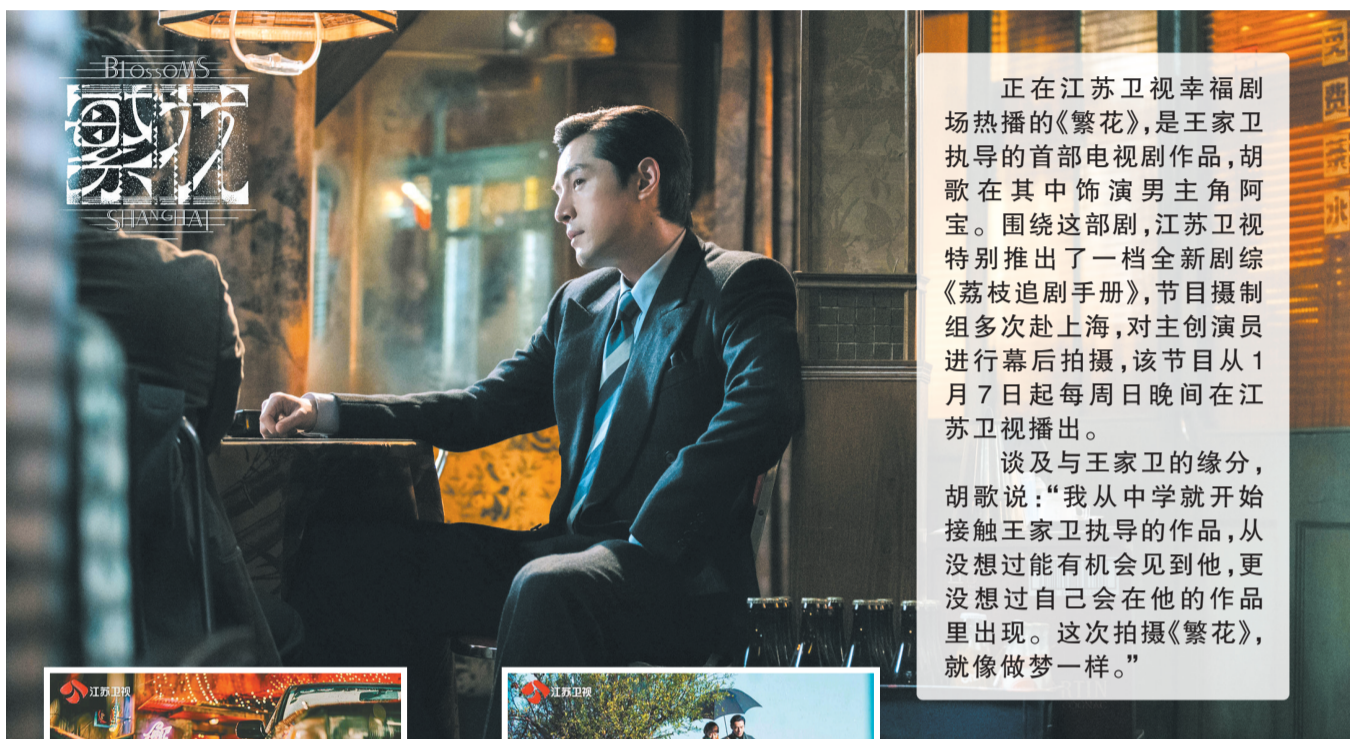 BLOSSOMS
繁花
SHANGHAI
正在江苏卫视幸福剧
场热播的《繁花》,是王家卫
执导的首部电视剧作品,胡
歌在其中饰演男主角阿
宝。围绕这部剧,江苏卫视
特别推出了一档全新剧综
《荔枝追剧手册》,节目摄制
组多次赴上海,对主创演员
进行幕后拍摄,该节目从1
月7日起每周日晚间在江
苏卫视播出。
谈及与王家卫的缘分,
胡歌说:“我从中学就开始
接触王家卫执导的作品,从
没想过能有机会见到他,更
没想过自己会在他的作品
里出现。这次拍摄《繁花》,
就像做梦一样。”
免费茶水
江苏卫视
江苏卫视